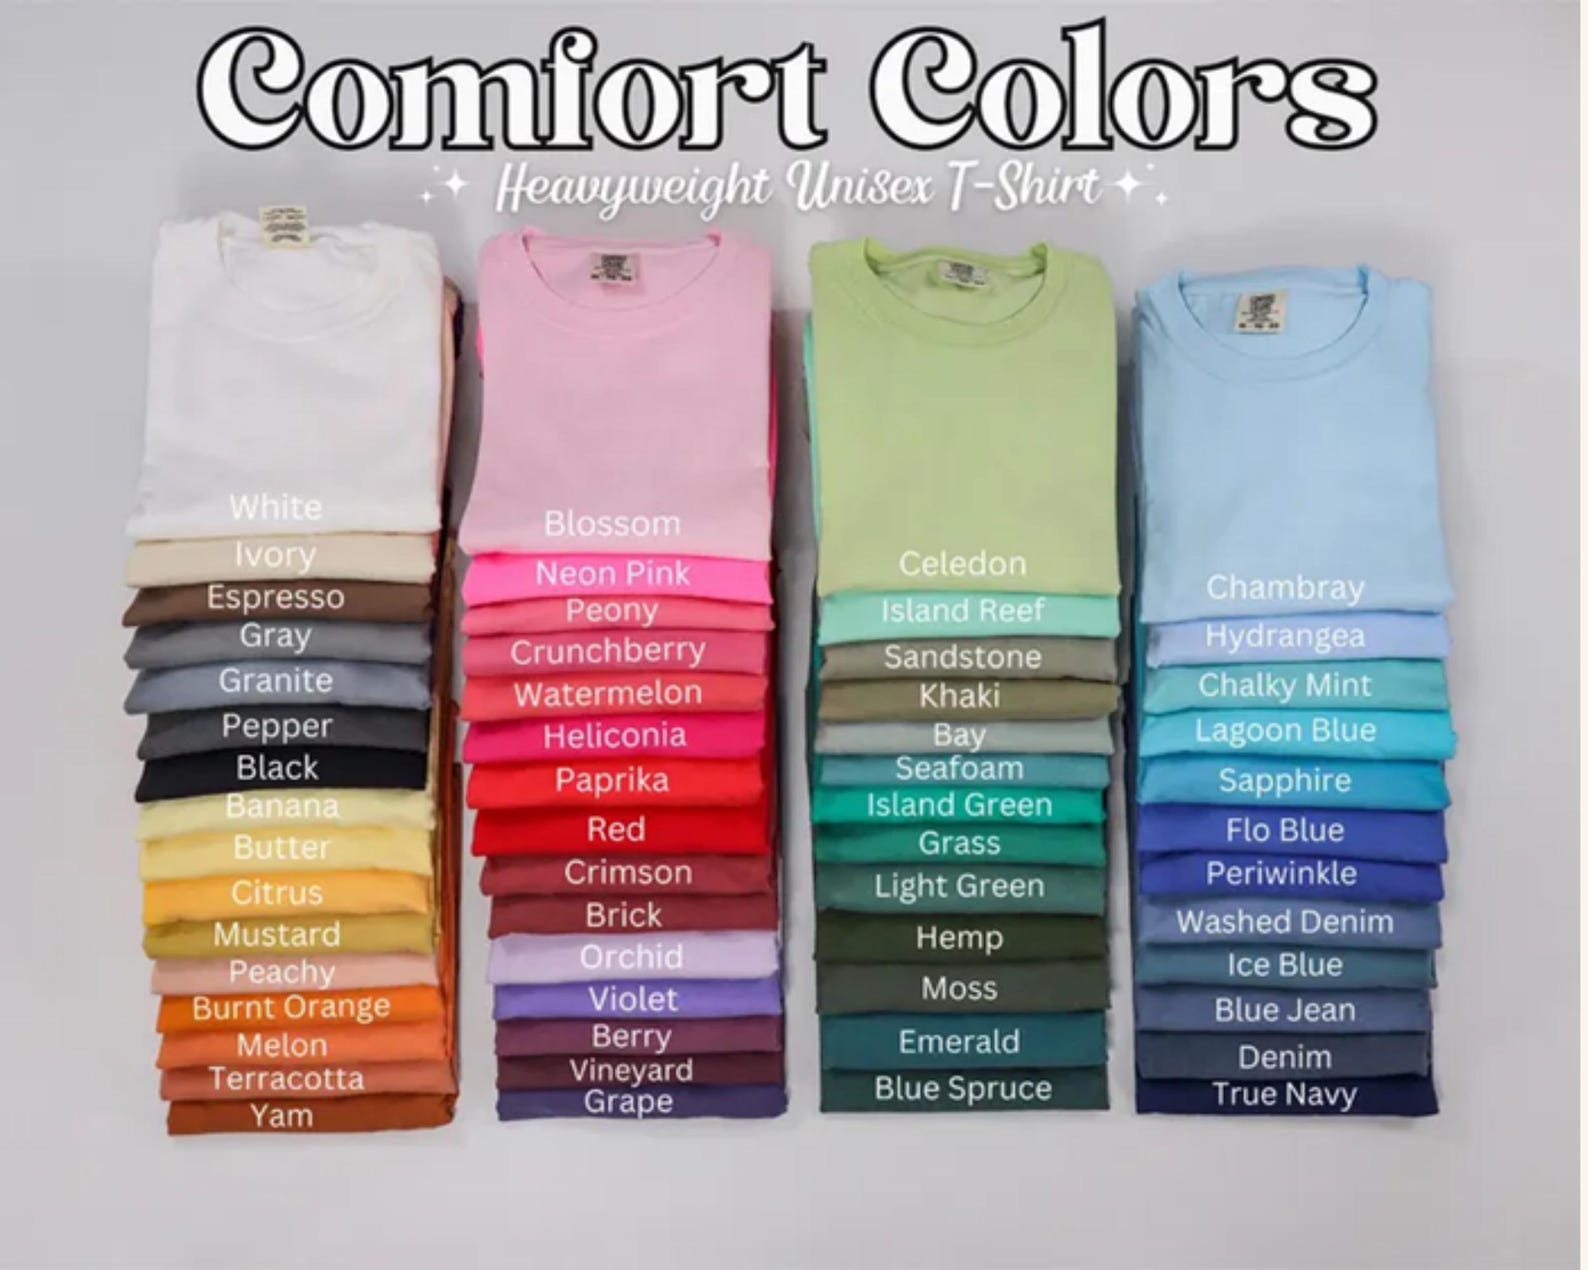 Comfort Colors
Heavyweight Unisex T-Shirt
White
Ivory
Espresso
Gray
Granite
Pepper
Black
Banana
Butter
Citrus
Mustard
Peachy
Burnt Orange
Melon
Terracotta
Yam
Blossom
Neon Pink
Peony
Crunchberry
Watermelon
Heliconia
Paprika
Red
Crimson
Brick
Orchid
Violet
Berry
Vineyard
Grape
Celedon
Island Reef
Sandstone
Khaki
Bay
Seafoam
Island Green
Grass
Light Green
Hemp
Moss
Emerald
Blue Spruce
Chambray
Hydrangea
Chalky Mint
Lagoon Blue
Sapphire
Flo Blue
Periwinkle
Washed Denim
Ice Blue
Blue Jean
Denim
True Navy